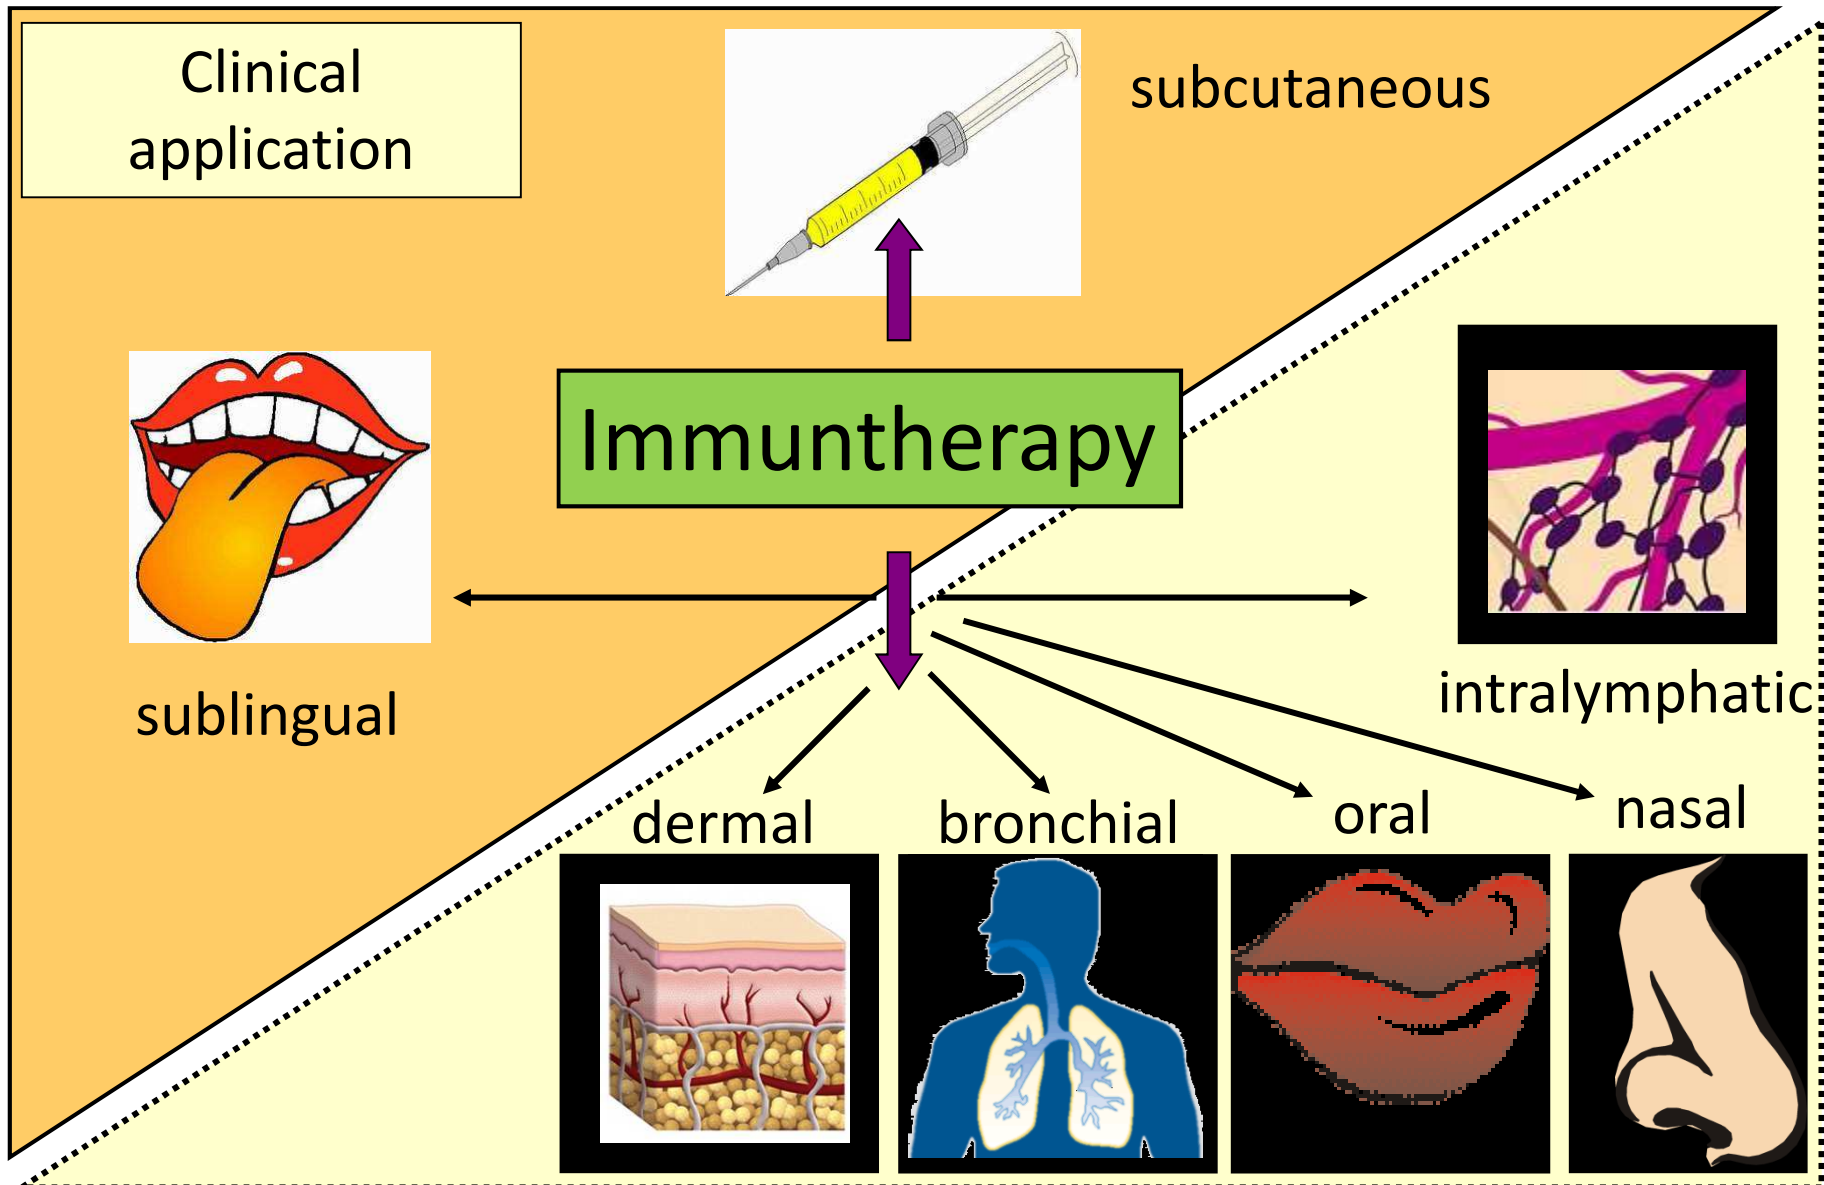 Clinical
application
subcutaneous
Immuntherapy
sublingual
intralymphatic
dermal
bronchial
oral
nasal